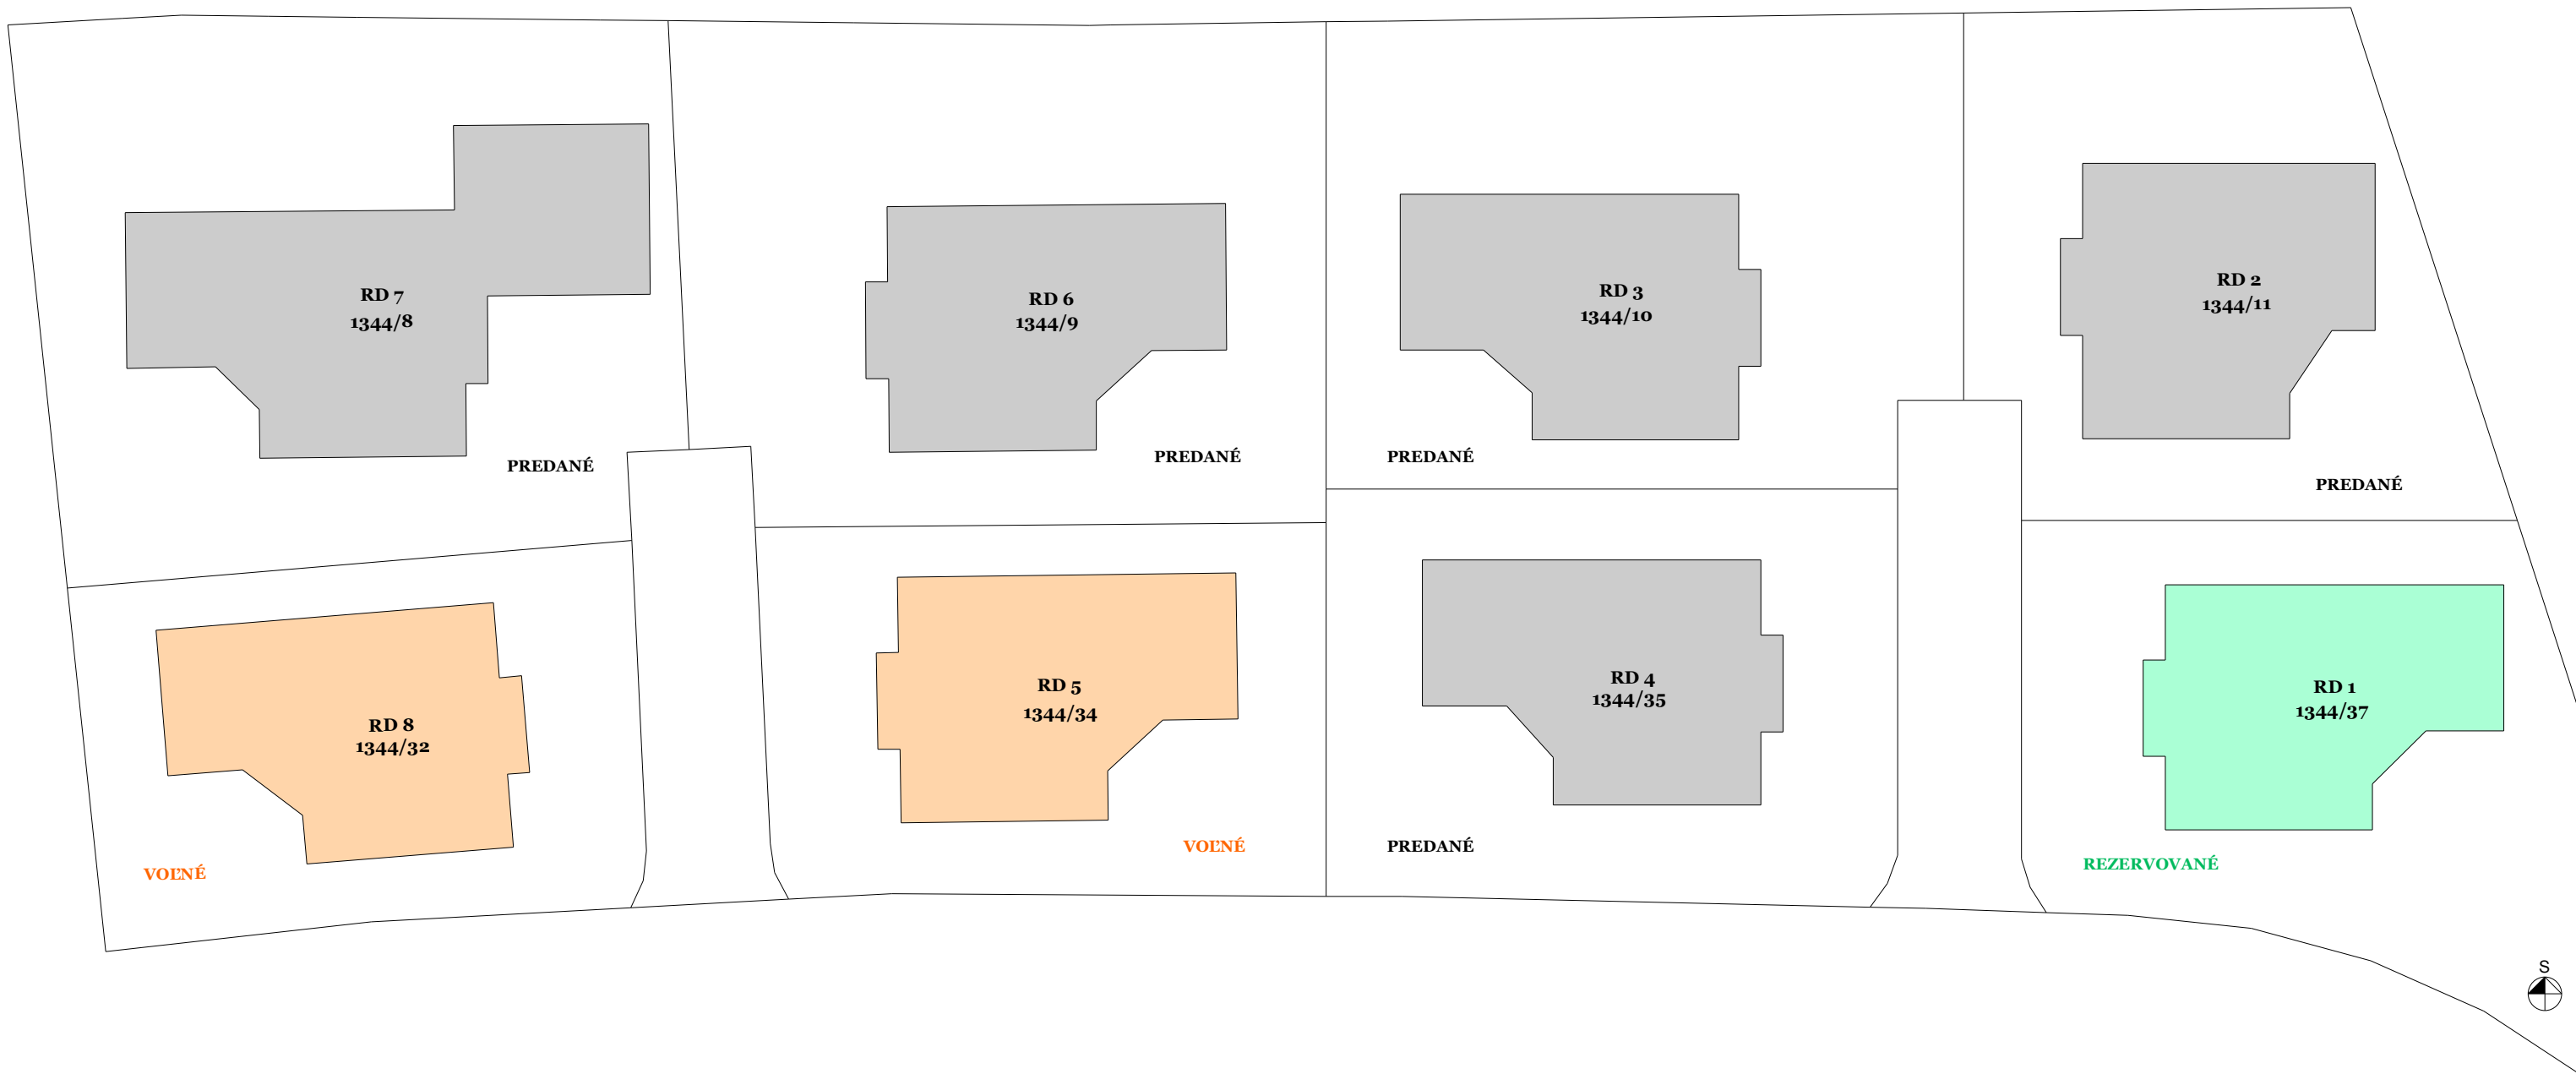 RD 7
1344/8
PREDANÉ
RD 6
1344/9
PREDANÉ
RD 3
1344/10
PREDANÉ
RD 2
1344/11
PREDANÉ
RD 8
1344/32
VOĽNÉ
RD 5
1344/34
VOĽNÉ
RD 4
1344/35
PREDANÉ
RD 1
1344/37
REZERVOVANÉ
S